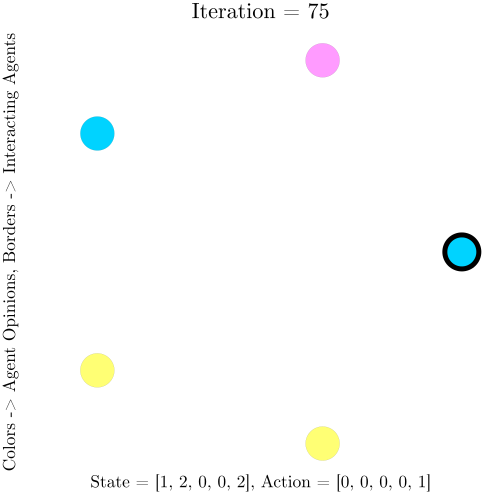 Iteration = 75
Colors -> Agent Opinions, Borders -> Interacting Agents
State = [1, 2, 0, 0, 2], Action = [0, 0, 0, 0, 1]